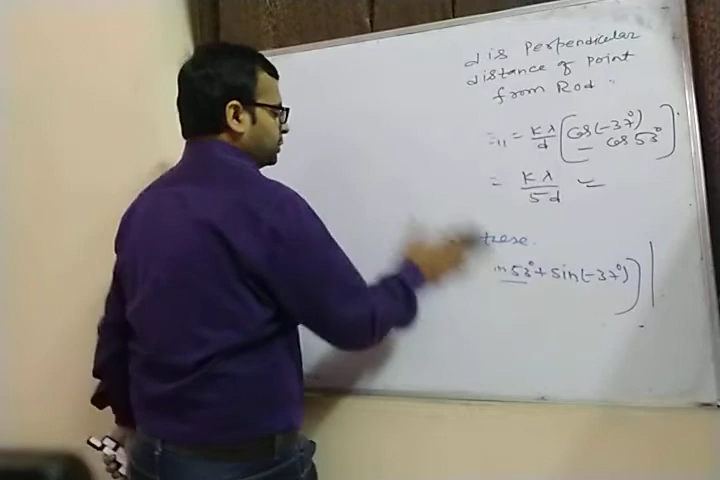 d is perpendicular
distance of point
from Rod
= Kλ/d [cos(-37°) - cos 53°]
= Kλ/5d
these.
53° + sin(-37°))